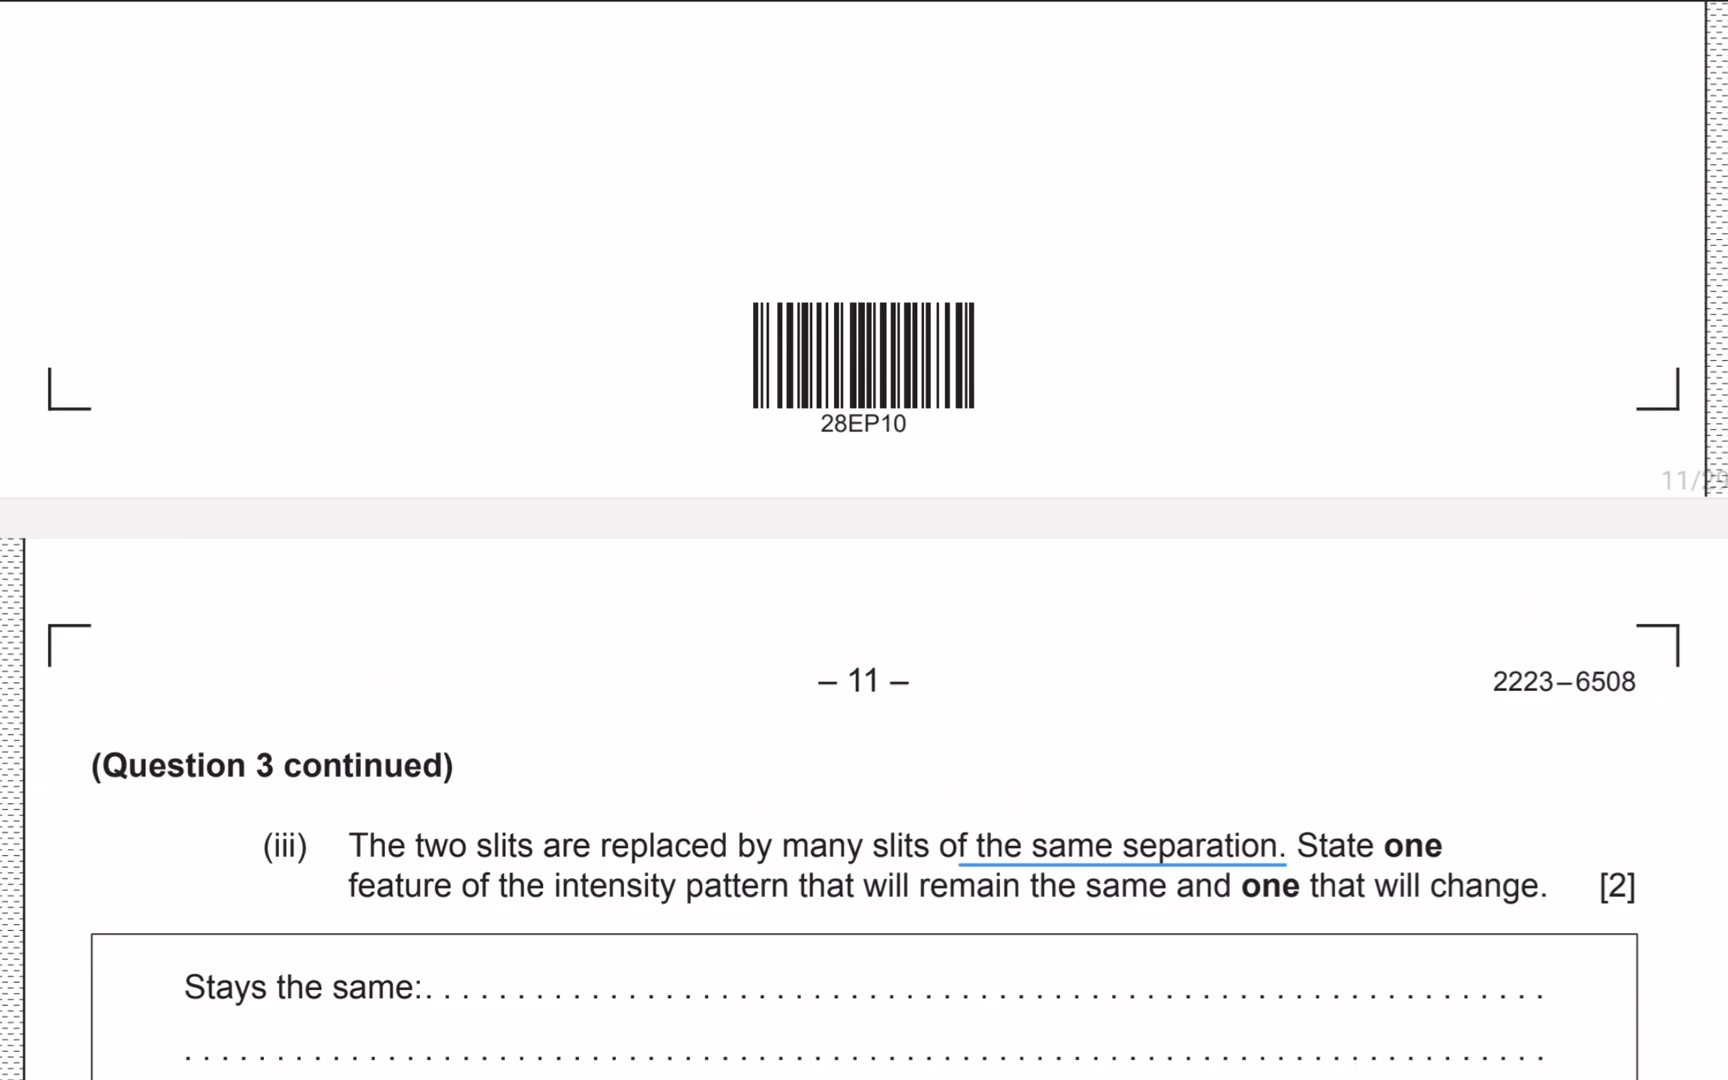 28EP10
11/29
– 11 –
2223–6508
(Question 3 continued)
(iii) The two slits are replaced by many slits of the same separation. State one
feature of the intensity pattern that will remain the same and one that will change. [2]
Stays the same: . . . . . . . . . . . . . . . . . . . . . . . . . . . . . . . . . . . . . . . . . . . . . . . . . . . . . . . . . . . .
. . . . . . . . . . . . . . . . . . . . . . . . . . . . . . . . . . . . . . . . . . . . . . . . . . . . . . . . . . . . . . . . . . . . . . . . . .